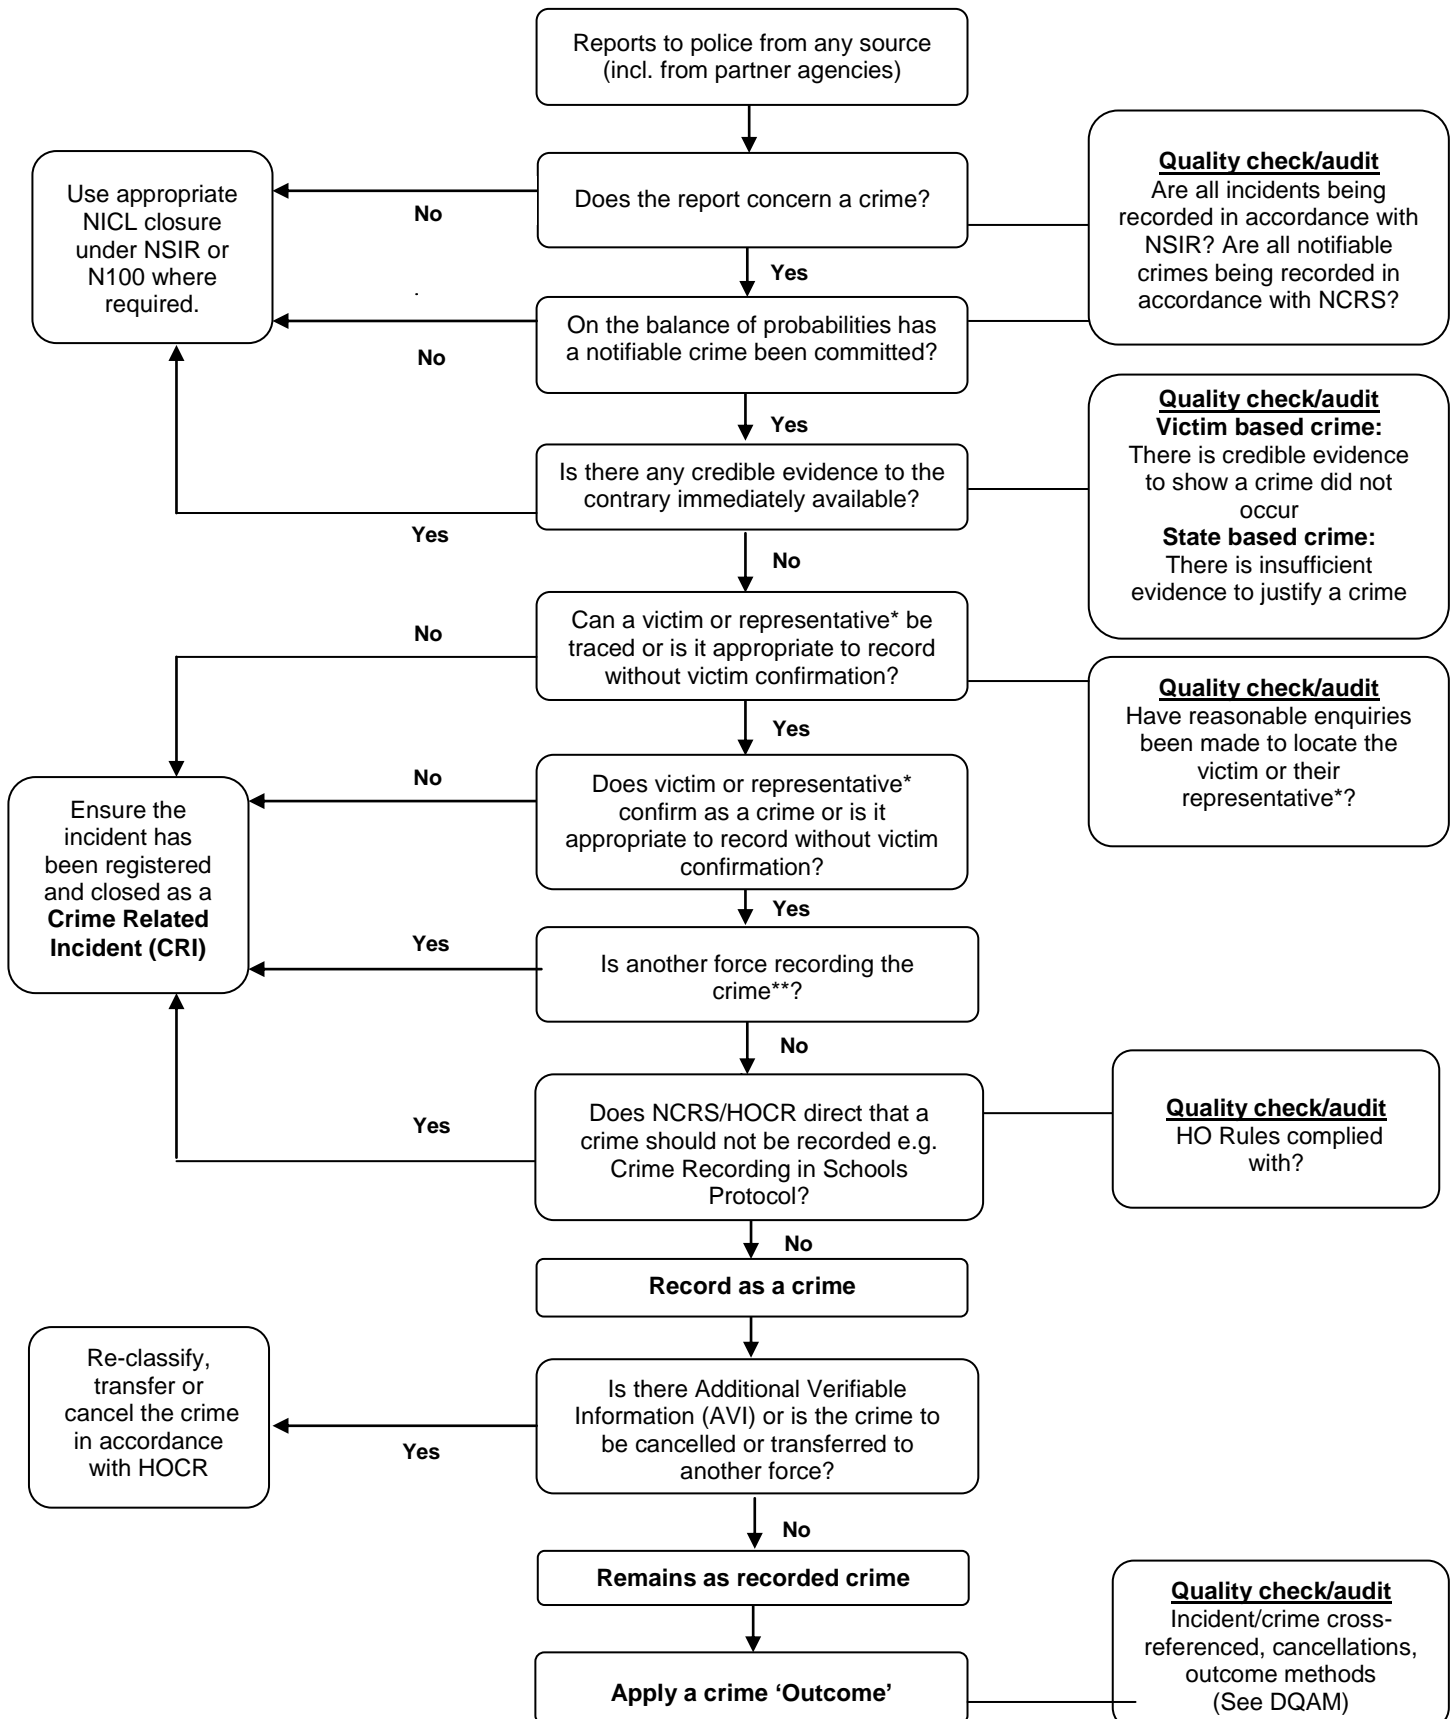 Reports to police from any source
(incl. from partner agencies)
Quality check/audit
Are all incidents being
recorded in accordance with
NSIR? Are all notifiable
crimes being recorded in
accordance with NCRS?
Use appropriate
NICL closure
under NSIR or
N100 where
required.
No
Does the report concern a crime?
Yes
.
On the balance of probabilities has
a notifiable crime been committed?
No
Yes
Quality check/audit
Victim based crime:
There is credible evidence
to show a crime did not
occur
State based crime:
There is insufficient
evidence to justify a crime
Is there any credible evidence to the
contrary immediately available?
Yes
No
Can a victim or representative* be
traced or is it appropriate to record
without victim confirmation?
No
Yes
Quality check/audit
Have reasonable enquiries
been made to locate the
victim or their
representative*?
No
Does victim or representative*
confirm as a crime or is it
appropriate to record without victim
confirmation?
Ensure the
incident has
been registered
and closed as a
Crime Related
Incident (CRI)
Yes
Yes
Is another force recording the
crime**?
No
Yes
Does NCRS/HOCR direct that a
crime should not be recorded e.g.
Crime Recording in Schools
Protocol?
Quality check/audit
HO Rules complied
with?
No
Record as a crime
Re-classify,
transfer or
cancel the crime
in accordance
with HOCR
Yes
Is there Additional Verifiable
Information (AVI) or is the crime to
be cancelled or transferred to
another force?
No
Remains as recorded crime
Quality check/audit
Incident/crime cross-
referenced, cancellations,
outcome methods
(See DQAM)
Apply a crime ‘Outcome’